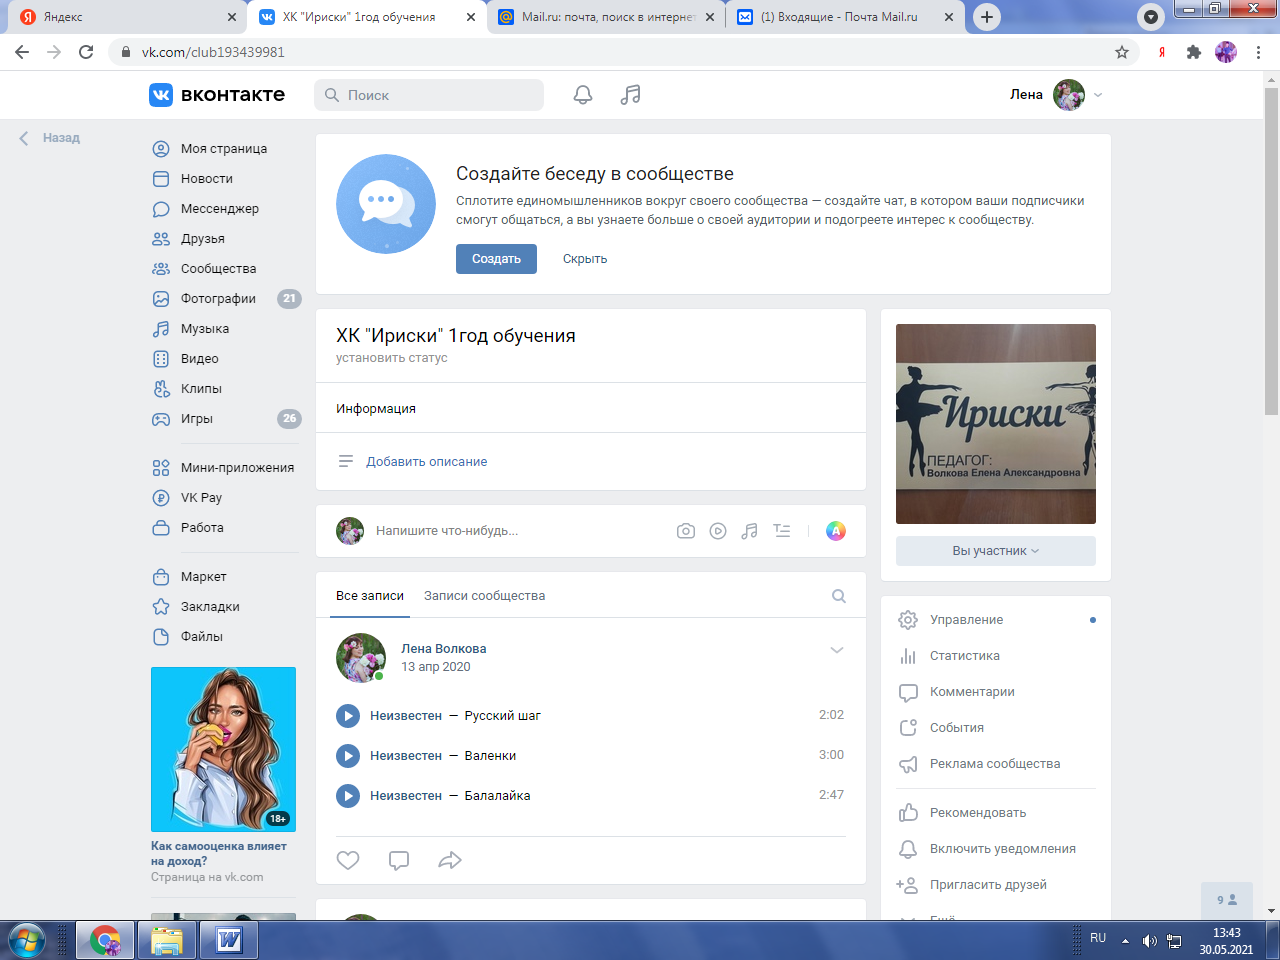 Яндекс
ХК "Ириски" 1год обучения
Mail.ru: почта, поиск в интернет
(1) Входящие - Почта Mail.ru
vk.com/club193439981
Я
вконтакте
Поиск
Лена
Назад
Моя страница
Новости
Мессенджер
Друзья
Сообщества
Фотографии 21
Музыка
Видео
Клипы
Игры 26
Мини-приложения
VK Pay
Работа
Маркет
Закладки
Файлы
18+
Как самооценка влияет
на доход?
Страница на vk.com
Создайте беседу в сообществе
Сплотите единомышленников вокруг своего сообщества — создайте чат, в котором ваши подписчики
смогут общаться, а вы узнаете больше о своей аудитории и подогреете интерес к сообществу.
Создать Скрыть
ХК "Ириски" 1год обучения
установить статус
Информация
Добавить описание
Напишите что-нибудь...
A
Все записи Записи сообщества
Лена Волкова
13 апр 2020
Неизвестен — Русский шаг 2:02
Неизвестен — Валенки 3:00
Неизвестен — Балалайка 2:47
Ириски
ПЕДАГОГ:
Волкова Елена Александровна
Вы участник
Управление
Статистика
Комментарии
События
Реклама сообщества
Рекомендовать
Включить уведомления
Пригласить друзей
Ещё
9
RU
13:43
30.05.2021